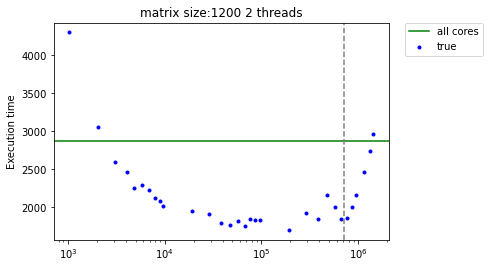 matrix size:1200 2 threads
all cores
true
Execution time
4000
3500
3000
2500
2000
10³
10⁴
10⁵
10⁶